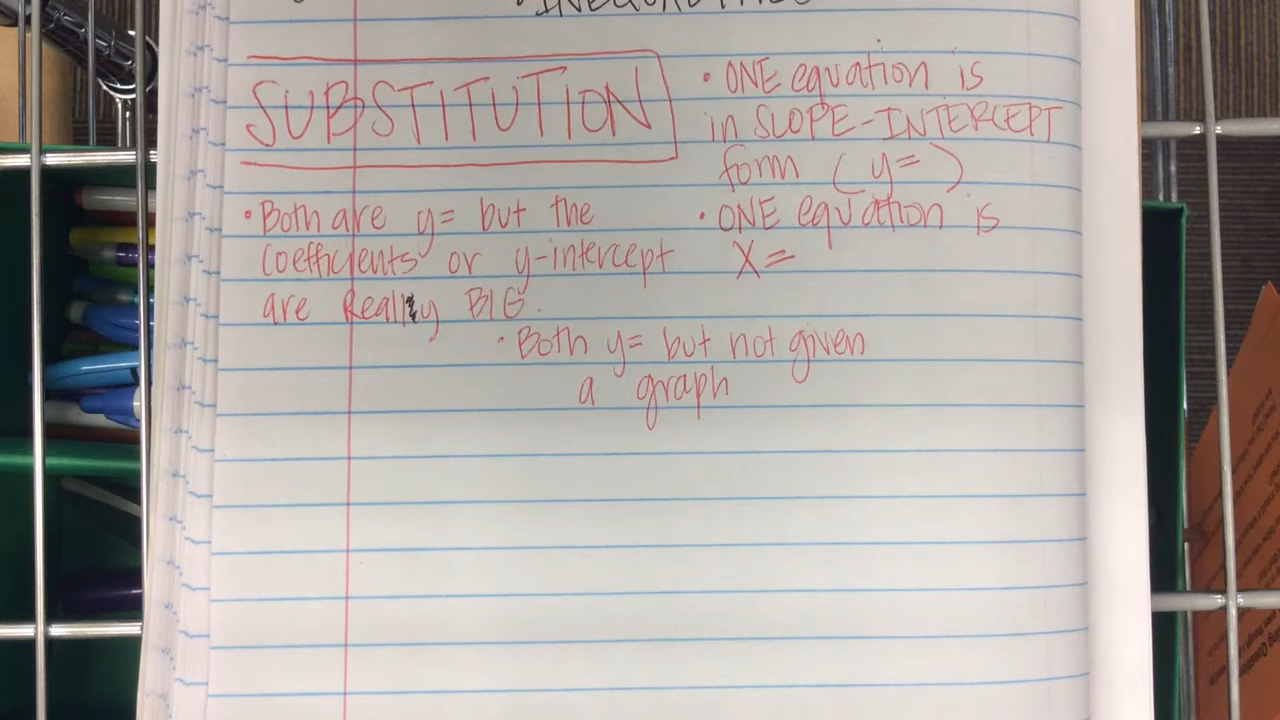 • INEQUALITIES
SUBSTITUTION
• ONE equation is
in SLOPE-INTERCEPT
form ( y= )
• ONE equation is
X=
• Both are y= but the
coefficients or y-intercept
are Really BIG.
• Both y= but not given
a graph